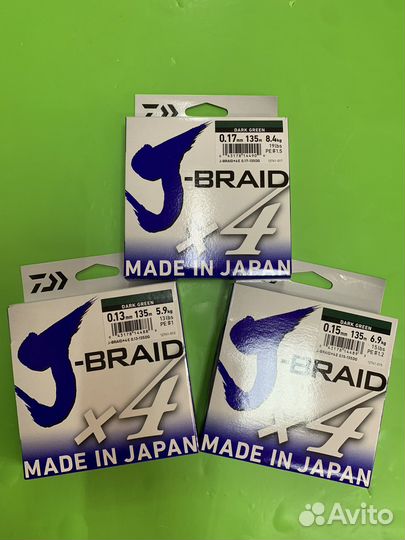 DARK GREEN
0.17mm 135m 8.4kg
19lbs
PE #1.5
J-BRAID
x4
MADE IN JAPAN
DARK GREEN
0.13mm 135m 5.9kg
13lbs
PE #1
J-BRAID
x4
MADE IN JAPAN
DARK GREEN
0.15mm 135m 6.9kg
15lbs
PE #1.2
J-BRAID
x4
MADE IN JAPAN
Avito